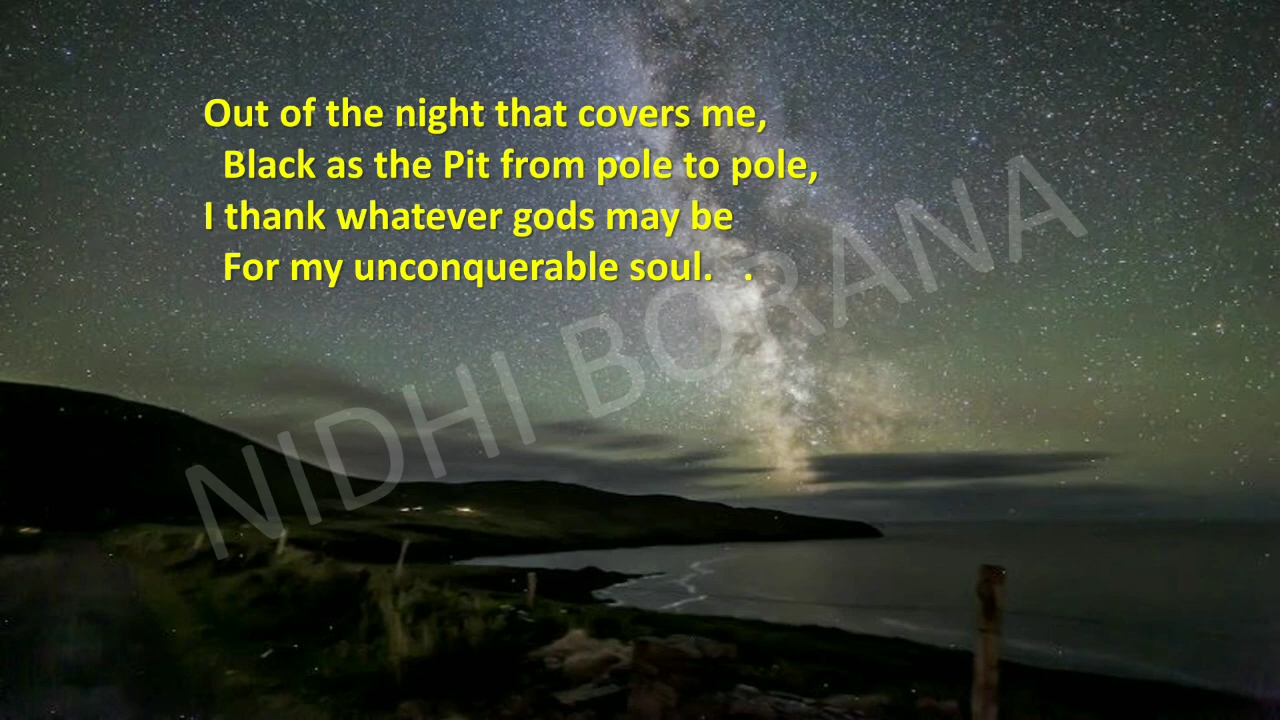 Out of the night that covers me,
Black as the Pit from pole to pole,
I thank whatever gods may be
For my unconquerable soul. .
NIDHI BORANA